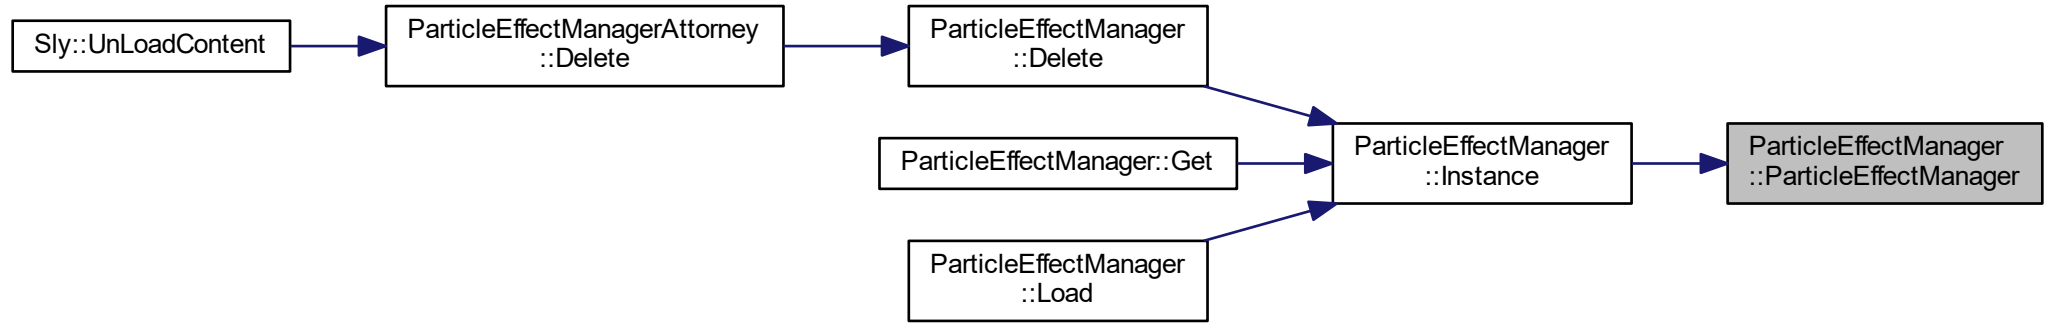 Sly::UnLoadContent
ParticleEffectManagerAttorney
::Delete
ParticleEffectManager
::Delete
ParticleEffectManager::Get
ParticleEffectManager
::Load
ParticleEffectManager
::Instance
ParticleEffectManager
::ParticleEffectManager